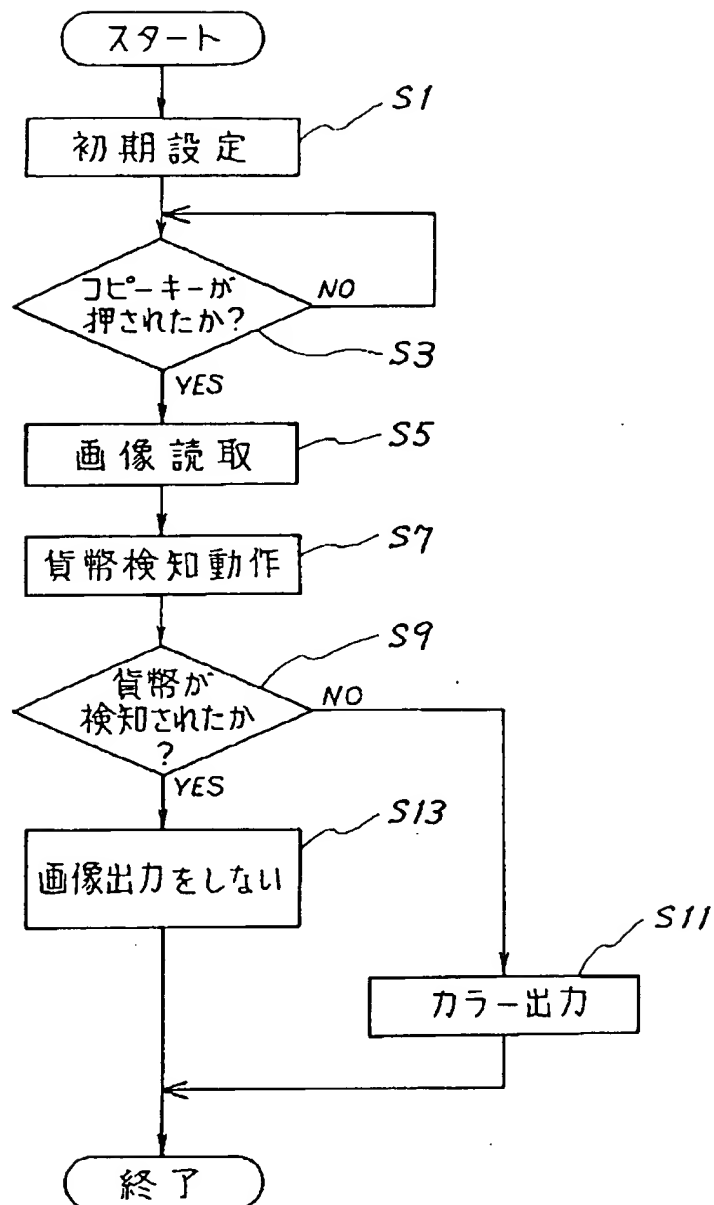 スタート
S1
初期設定
コピーキーが
押されたか?
NO
S3
YES
S5
画像読取
S7
貨幣検知動作
S9
貨幣が
検知されたか
?
NO
YES
S13
画像出力をしない
S11
カラー出力
終了